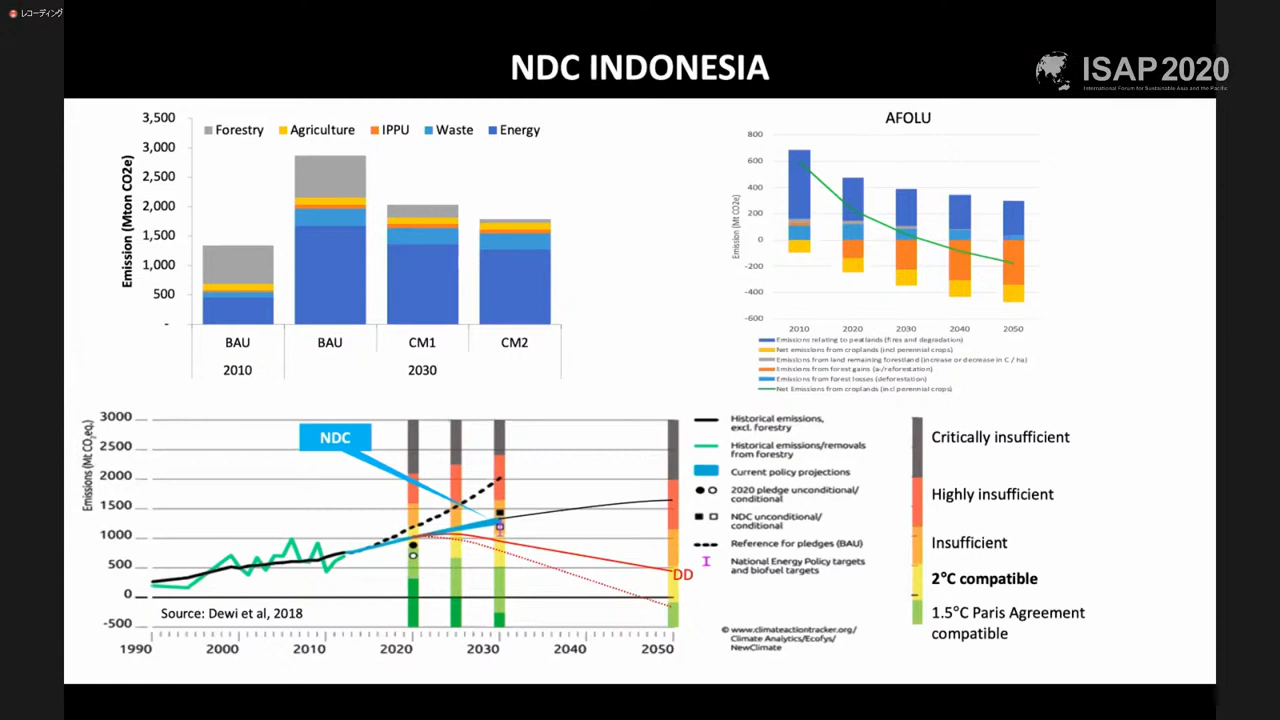 レコーディング
NDC INDONESIA
ISAP 2020
International Forum for Sustainable Asia and the Pacific
3,500
3,000
2,500
2,000
1,500
1,000
500
-
Emission (Mton CO2e)
Forestry Agriculture IPPU Waste Energy
BAU BAU CM1 CM2
2010 2030
AFOLU
800
600
400
200
0
-200
-400
-600
Emission (Mt CO2e)
2010 2020 2030 2040 2050
Emissions relating to peatlands (fires and degradation)
Net emissions from croplands (incl perennial crops)
Emissions from land remaining forestland (increase or decrease in C / ha)
Emissions from forest gains (a-/reforestation)
Emissions from forest losses (deforestation)
Net Emissions from croplands (incl perennial crops)
3000
2500
2000
1500
1000
500
0
-500
Emissions (Mt CO2eq.)
NDC
DD
Source: Dewi et al, 2018
1990 2000 2010 2020 2030 2040 2050
Historical emissions,
excl. forestry
Historical emissions/removals
from forestry
Current policy projections
2020 pledge unconditional/
conditional
NDC unconditional/
conditional
Reference for pledges (BAU)
National Energy Policy targets
and biofuel targets
© www.climateactiontracker.org/
Climate Analytics/Ecofys/
NewClimate
Critically insufficient
Highly insufficient
Insufficient
2°C compatible
1.5°C Paris Agreement
compatible